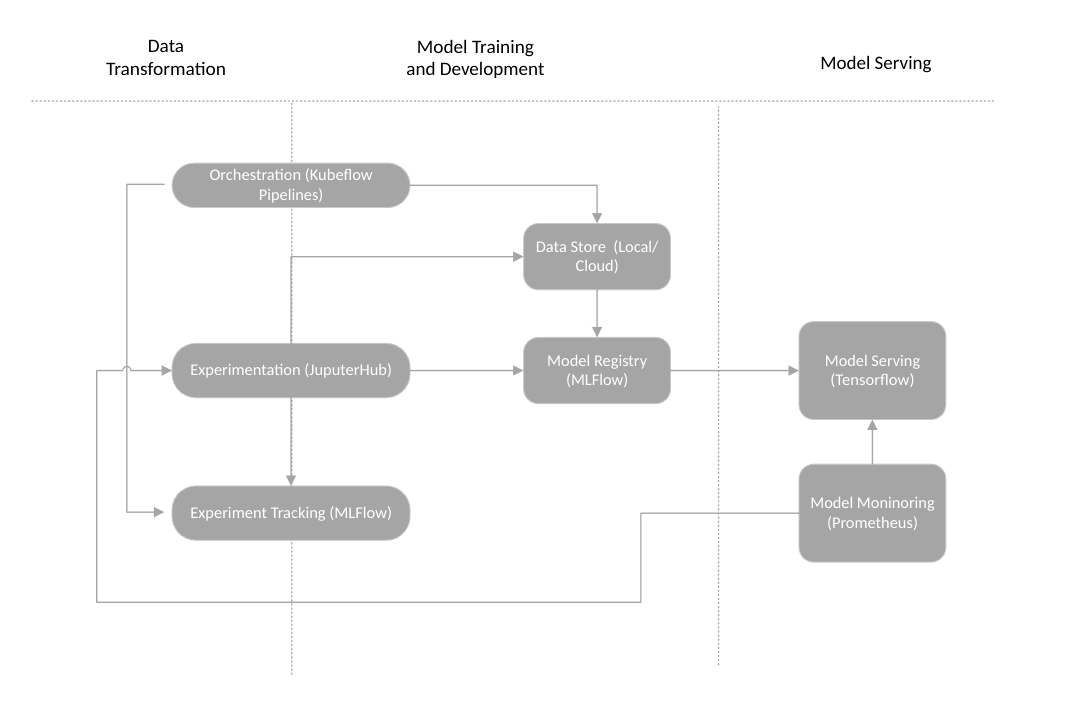 Data
Transformation
Model Training
and Development
Model Serving
Orchestration (Kubeflow
Pipelines)
Data Store  (Local/
Cloud)
Experimentation (JuputerHub)
Model Registry
(MLFlow)
Model Serving
(Tensorflow)
Experiment Tracking (MLFlow)
Model Moninoring
(Prometheus)